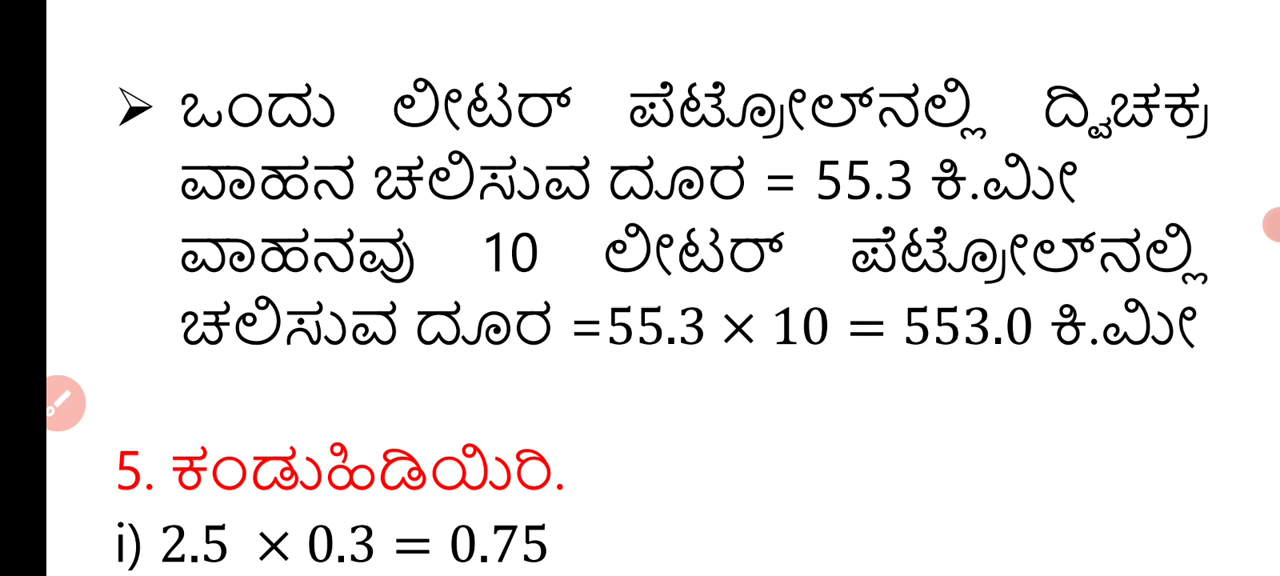 ➢ ಒಂದು ಲೀಟರ್ ಪೆಟ್ರೋಲ್‌ನಲ್ಲಿ ದ್ವಿಚಕ್ರ
ವಾಹನ ಚಲಿಸುವ ದೂರ = 55.3 ಕಿ.ಮೀ
ವಾಹನವು 10 ಲೀಟರ್ ಪೆಟ್ರೋಲ್‌ನಲ್ಲಿ
ಚಲಿಸುವ ದೂರ =55.3 × 10 = 553.0 ಕಿ.ಮೀ
5. ಕಂಡುಹಿಡಿಯಿರಿ.
i) 2.5 × 0.3 = 0.75